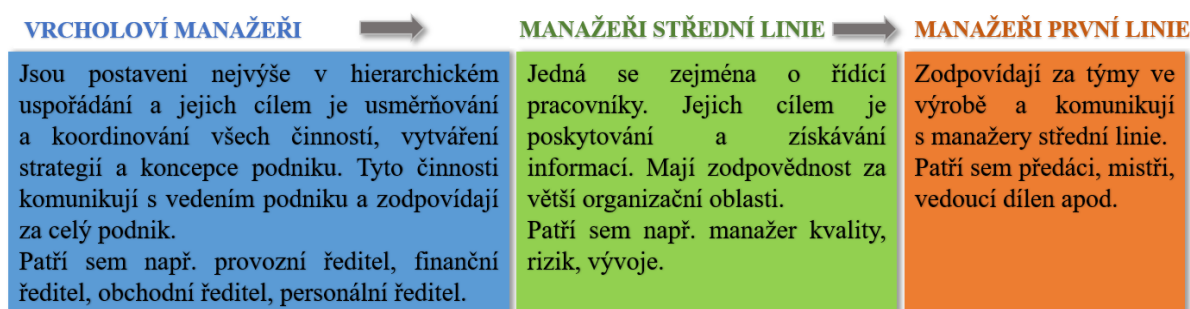 VRCHOLOVÍ MANAŽEŘI
Jsou postaveni nejvýše v hierarchickém
uspořádání a jejich cílem je usměrňování
a koordinování všech činností, vytváření
strategií a koncepce podniku. Tyto činnosti
komunikují s vedením podniku a zodpovídají
za celý podnik.
Patří sem např. provozní ředitel, finanční
ředitel, obchodní ředitel, personální ředitel.
MANAŽEŘI STŘEDNÍ LINIE
Jedná se zejména o řídící
pracovníky. Jejich cílem je
poskytování a získávání
informací. Mají zodpovědnost za
větší organizační oblasti.
Patří sem např. manažer kvality,
rizik, vývoje.
MANAŽEŘI PRVNÍ LINIE
Zodpovídají za týmy ve
výrobě a komunikují
s manažery střední linie.
Patří sem předáci, mistři,
vedoucí dílen apod.